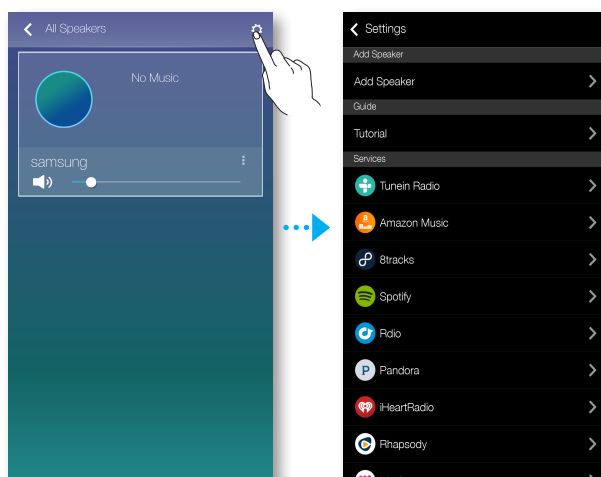 All Speakers
No Music
samsung
Settings
Add Speaker
Add Speaker
Guide
Tutorial
Services
Tunein Radio
a
Amazon Music
8tracks
Spotify
Rdio
P
Pandora
iHeartRadio
Rhapsody